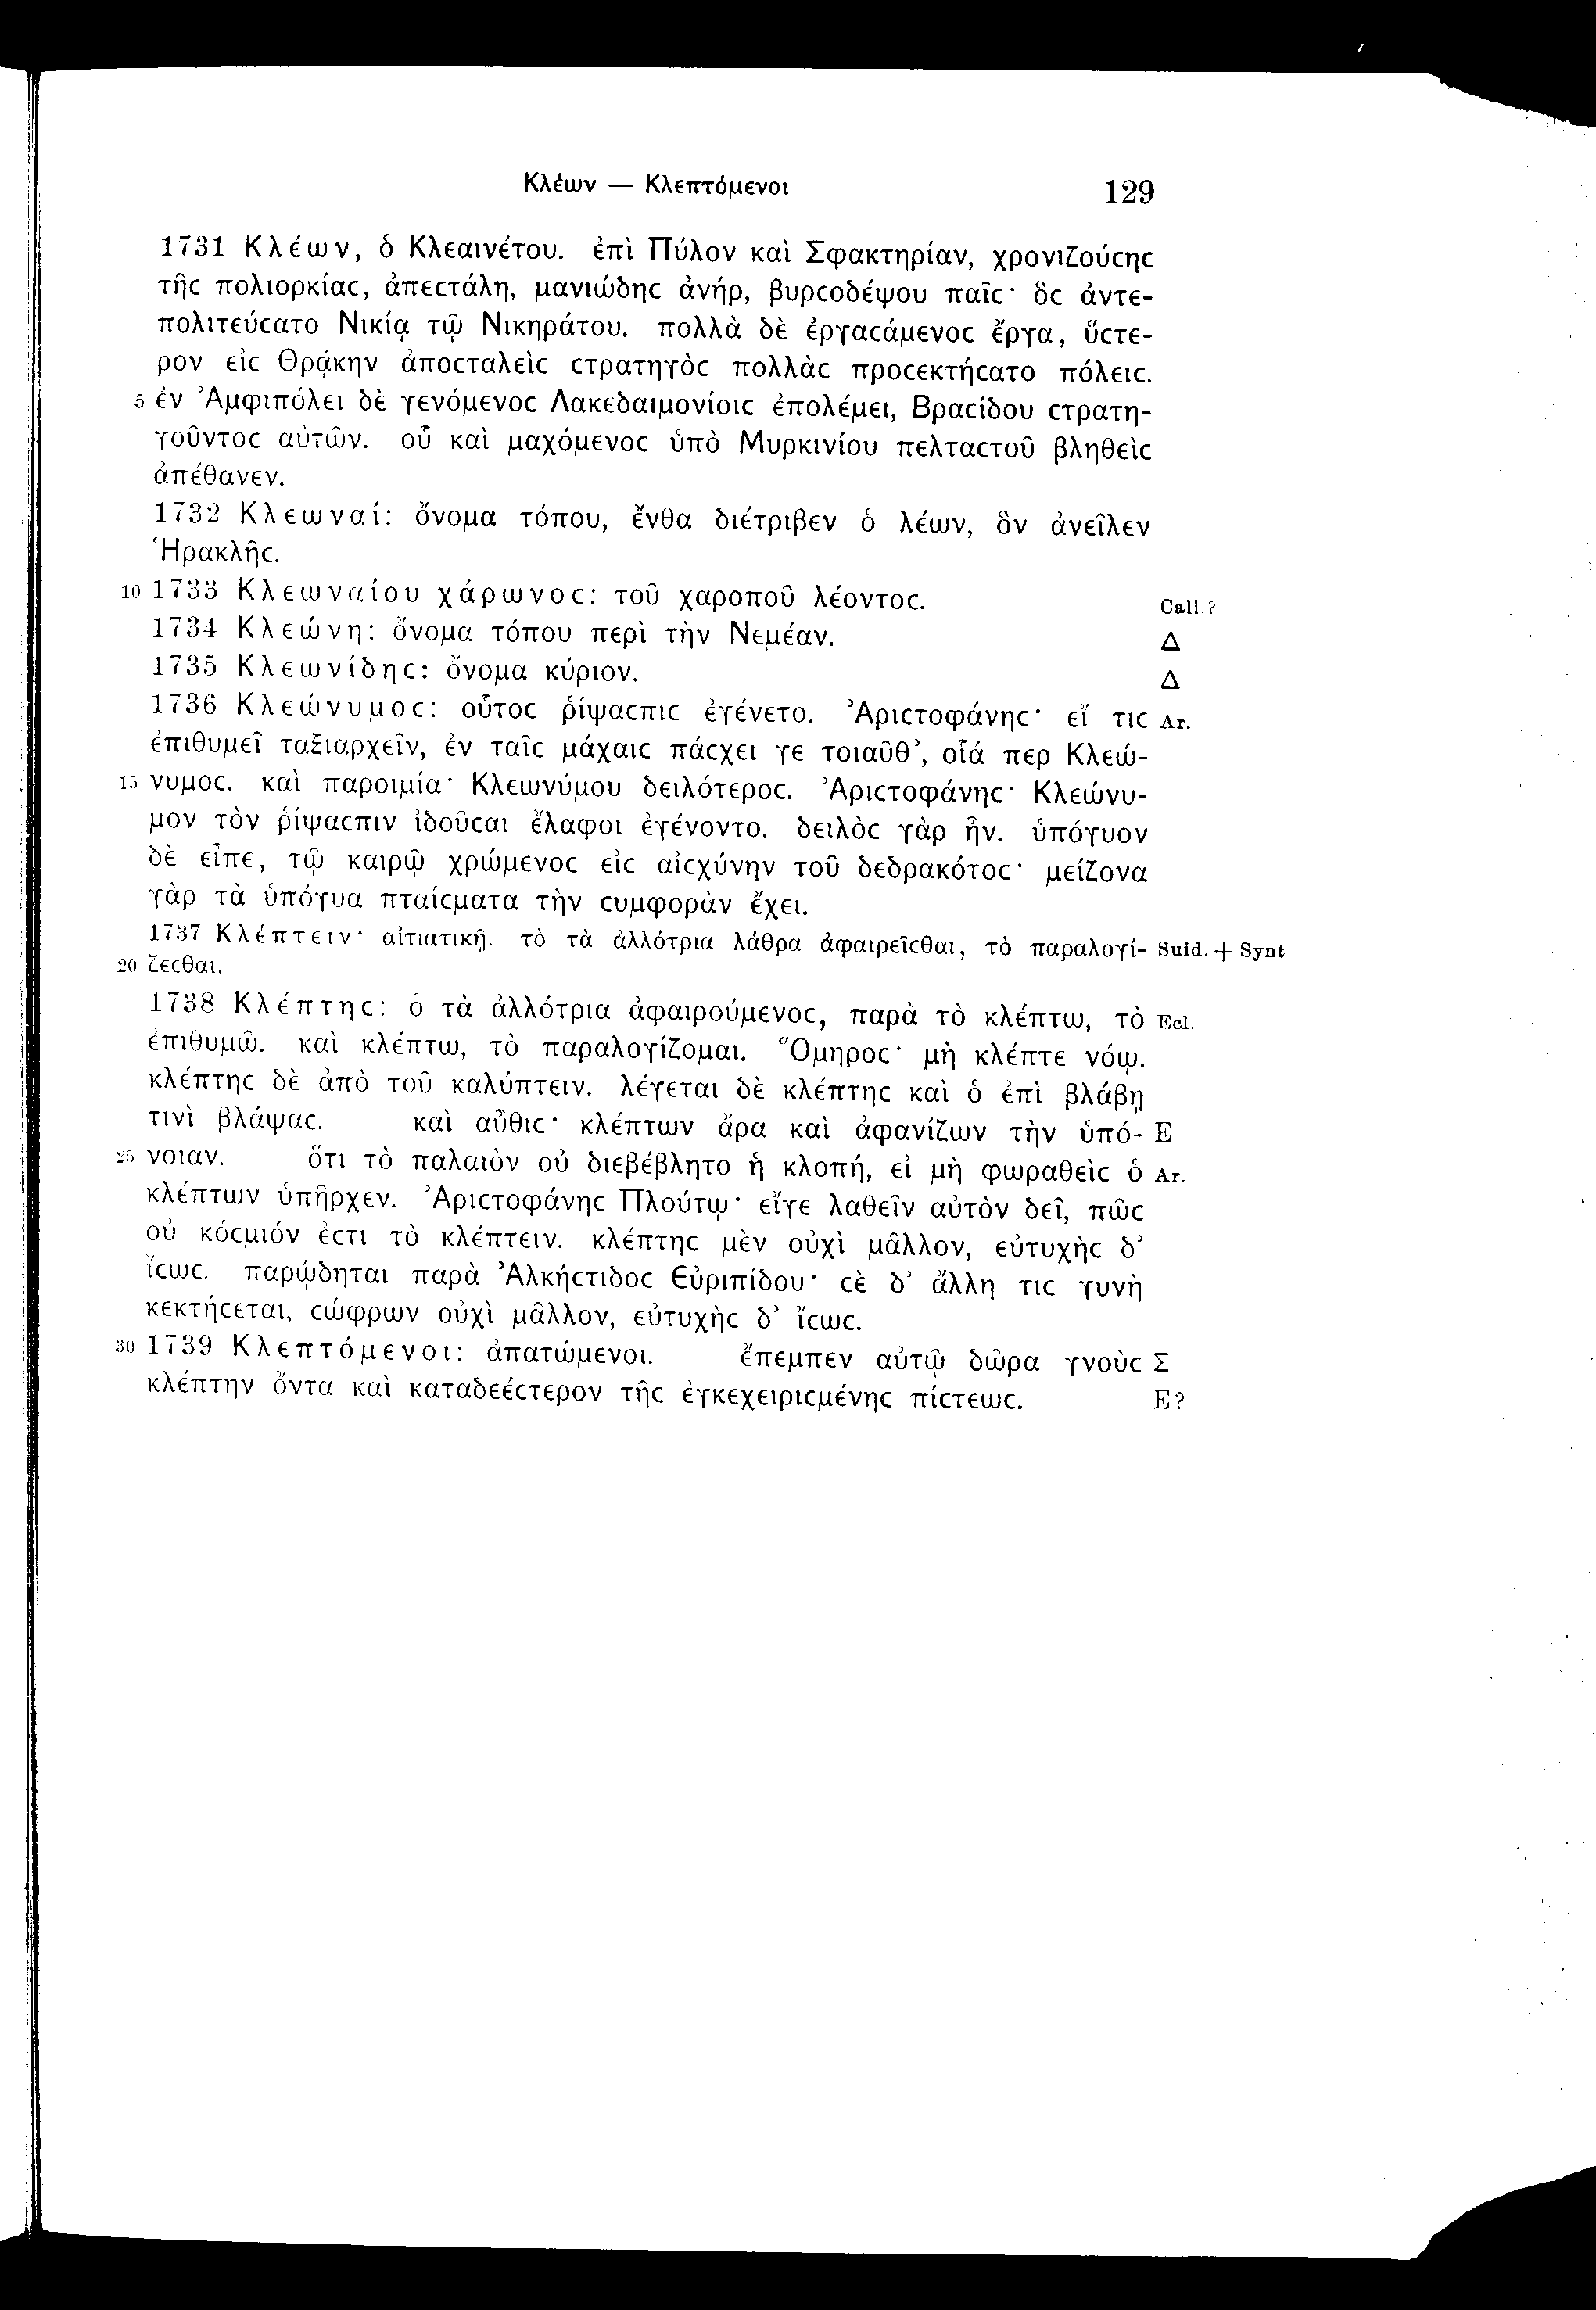 Κλέων — Κλεπτόμενοι 129
1731 Κλέων, ὁ Κλεαινέτου. ἐπὶ Πύλον καὶ Σφακτηρίαν, χρονιζούϲηϲ
τῆϲ πολιορκίαϲ, ἀπεϲτάλη, μανιώδηϲ ἀνήρ, βυρϲοδέψου παῖϲ· ὃϲ ἀντε-
πολιτεύϲατο Νικίᾳ τῷ Νικηράτου. πολλὰ δὲ ἐργαϲάμενοϲ ἔργα, ὕϲτε-
ρον εἰϲ Θρᾴκην ἀποϲταλεὶϲ ϲτρατηγὸϲ πολλὰϲ προϲεκτήϲατο πόλειϲ.
5 ἐν Ἀμφιπόλει δὲ γενόμενοϲ Λακεδαιμονίοιϲ ἐπολέμει, Βραϲίδου ϲτρατη-
γοῦντοϲ αὐτῶν. οὗ καὶ μαχόμενοϲ ὑπὸ Μυρκινίου πελταϲτοῦ βληθεὶϲ
ἀπέθανεν.
1732 Κλεωναί: ὄνομα τόπου, ἔνθα διέτριβεν ὁ λέων, ὃν ἀνεῖλεν
Ἡρακλῆϲ.
10 1733 Κλεωναίου χάρωνοϲ: τοῦ χαροποῦ λέοντοϲ. Call.?
1734 Κλεώνη: ὄνομα τόπου περὶ τὴν Νεμέαν. Δ
1735 Κλεωνίδηϲ: ὄνομα κύριον. Δ
1736 Κλεώνυμοϲ: οὗτοϲ ῥίψαϲπιϲ ἐγένετο. Ἀριϲτοφάνηϲ· εἴ τιϲ Ar.
ἐπιθυμεῖ ταξιαρχεῖν, ἐν ταῖϲ μάχαιϲ πάϲχει γε τοιαῦθ’, οἷά περ Κλεώ-
15 νυμοϲ. καὶ παροιμία· Κλεωνύμου δειλότεροϲ. Ἀριϲτοφάνηϲ· Κλεώνυ-
μον τὸν ῥίψαϲπιν ἰδοῦϲαι ἔλαφοι ἐγένοντο. δειλὸϲ γὰρ ἦν. ὑπόγυον
δὲ εἶπε, τῷ καιρῷ χρώμενοϲ εἰϲ αἰϲχύνην τοῦ δεδρακότοϲ· μείζονα
γὰρ τὰ ὑπόγυα πταίϲματα τὴν ϲυμφορὰν ἔχει.
1737 Κλέπτειν· αἰτιατικῇ. τὸ τὰ ἀλλότρια λάθρα ἀφαιρεῖϲθαι, τὸ παραλογί- Suid. + Synt.
20 ζεϲθαι.
1738 Κλέπτηϲ: ὁ τὰ ἀλλότρια ἀφαιρούμενοϲ, παρὰ τὸ κλέπτω, τὸ Ecl.
ἐπιθυμῶ. καὶ κλέπτω, τὸ παραλογίζομαι. Ὅμηροϲ· μὴ κλέπτε νόῳ.
κλέπτηϲ δὲ ἀπὸ τοῦ καλύπτειν. λέγεται δὲ κλέπτηϲ καὶ ὁ ἐπὶ βλάβῃ
τινὶ βλάψαϲ. καὶ αὖθιϲ· κλέπτων ἄρα καὶ ἀφανίζων τὴν ὑπό- E
25 νοιαν. ὅτι τὸ παλαιὸν οὐ διεβέβλητο ἡ κλοπή, εἰ μὴ φωραθεὶϲ ὁ Ar.
κλέπτων ὑπῆρχεν. Ἀριϲτοφάνηϲ Πλούτῳ· εἴγε λαθεῖν αὐτὸν δεῖ, πῶϲ
οὐ κόϲμιόν ἐϲτι τὸ κλέπτειν. κλέπτηϲ μὲν οὐχὶ μᾶλλον, εὐτυχὴϲ δ’
ἴϲωϲ. παρῴδηται παρὰ Ἀλκήϲτιδοϲ Εὐριπίδου· ϲὲ δ’ ἄλλη τιϲ γυνὴ
κεκτήϲεται, ϲώφρων οὐχὶ μᾶλλον, εὐτυχὴϲ δ’ ἴϲωϲ.
30 1739 Κλεπτόμενοι: ἀπατώμενοι. ἔπεμπεν αὐτῷ δῶρα γνοὺϲ Σ
κλέπτην ὄντα καὶ καταδεέϲτερον τῆϲ ἐγκεχειριϲμένηϲ πίϲτεωϲ. E?